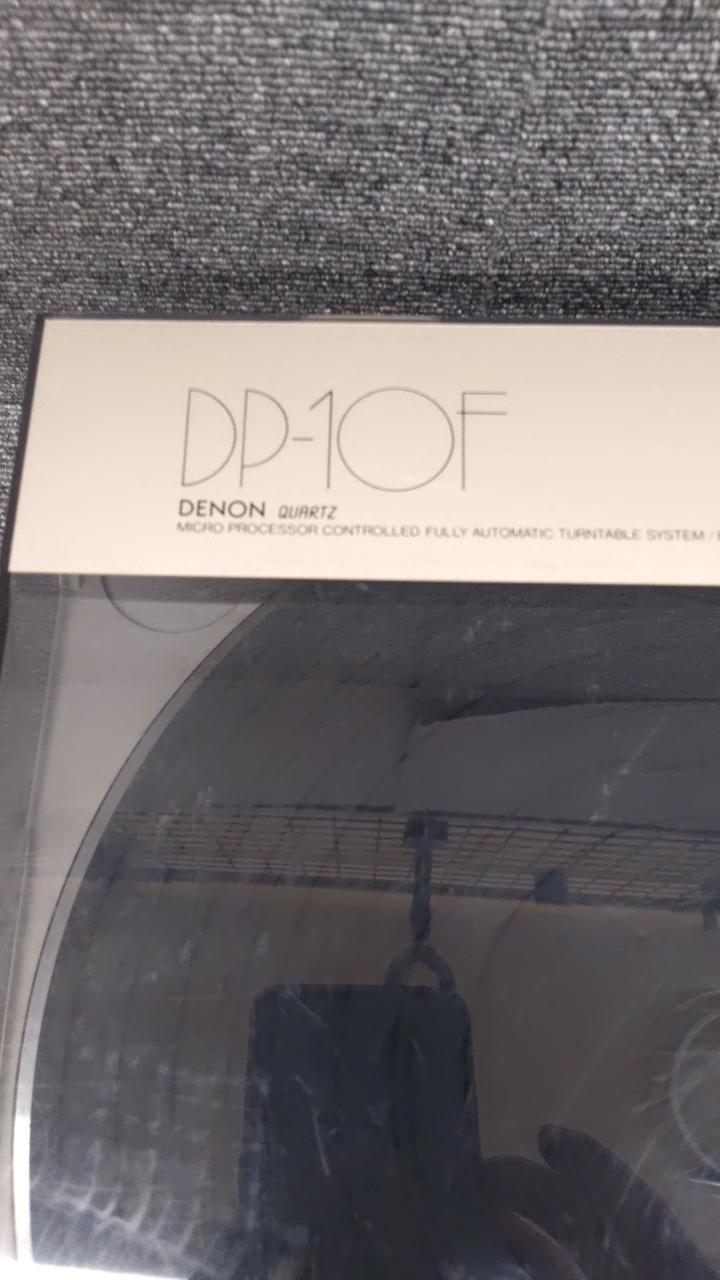 DP-10F
DENON QUARTZ
MICRO PROCESSOR CONTROLLED FULLY AUTOMATIC TURNTABLE SYSTEM /